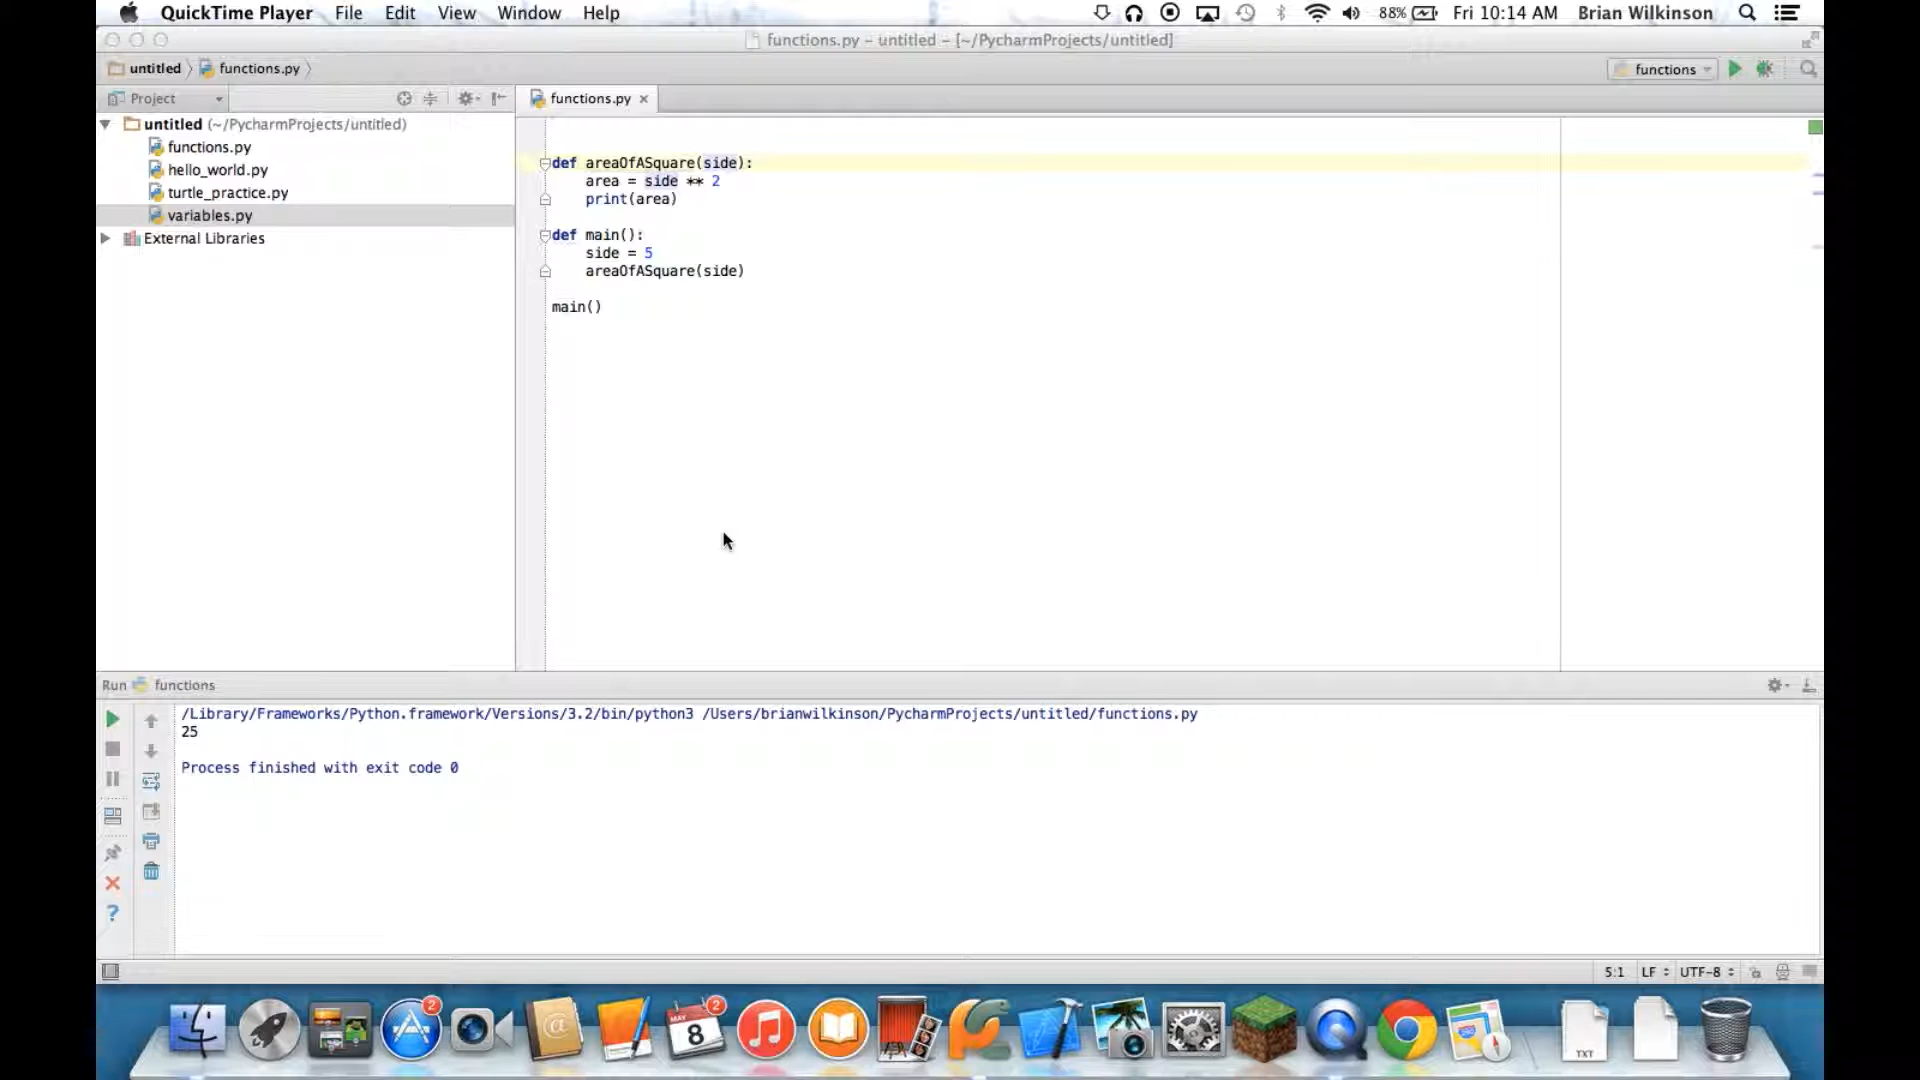 QuickTime Player File Edit View Window Help 88% Fri 10:14 AM Brian Wilkinson
functions.py – untitled – [~/PycharmProjects/untitled]
untitled functions.py functions
Project functions.py
untitled (~/PycharmProjects/untitled)
functions.py
hello_world.py
turtle_practice.py
variables.py
External Libraries
def areaOfASquare(side):
area = side ** 2
print(area)
def main():
side = 5
areaOfASquare(side)
main()
Run functions
/Library/Frameworks/Python.framework/Versions/3.2/bin/python3 /Users/brianwilkinson/PycharmProjects/untitled/functions.py
25
Process finished with exit code 0
5:1 LF UTF-8
2
MAY 2
8
TXT